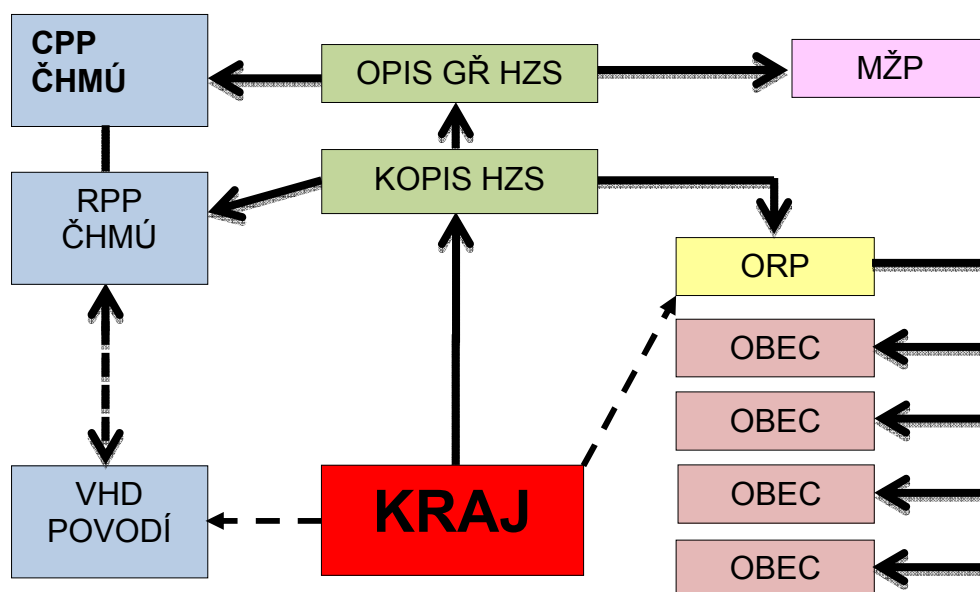 CPP
ČHMÚ
OPIS GŘ HZS
MŽP
KOPIS HZS
RPP
ČHMÚ
ORP
OBEC
OBEC
OBEC
OBEC
VHD
POVODÍ
KRAJ